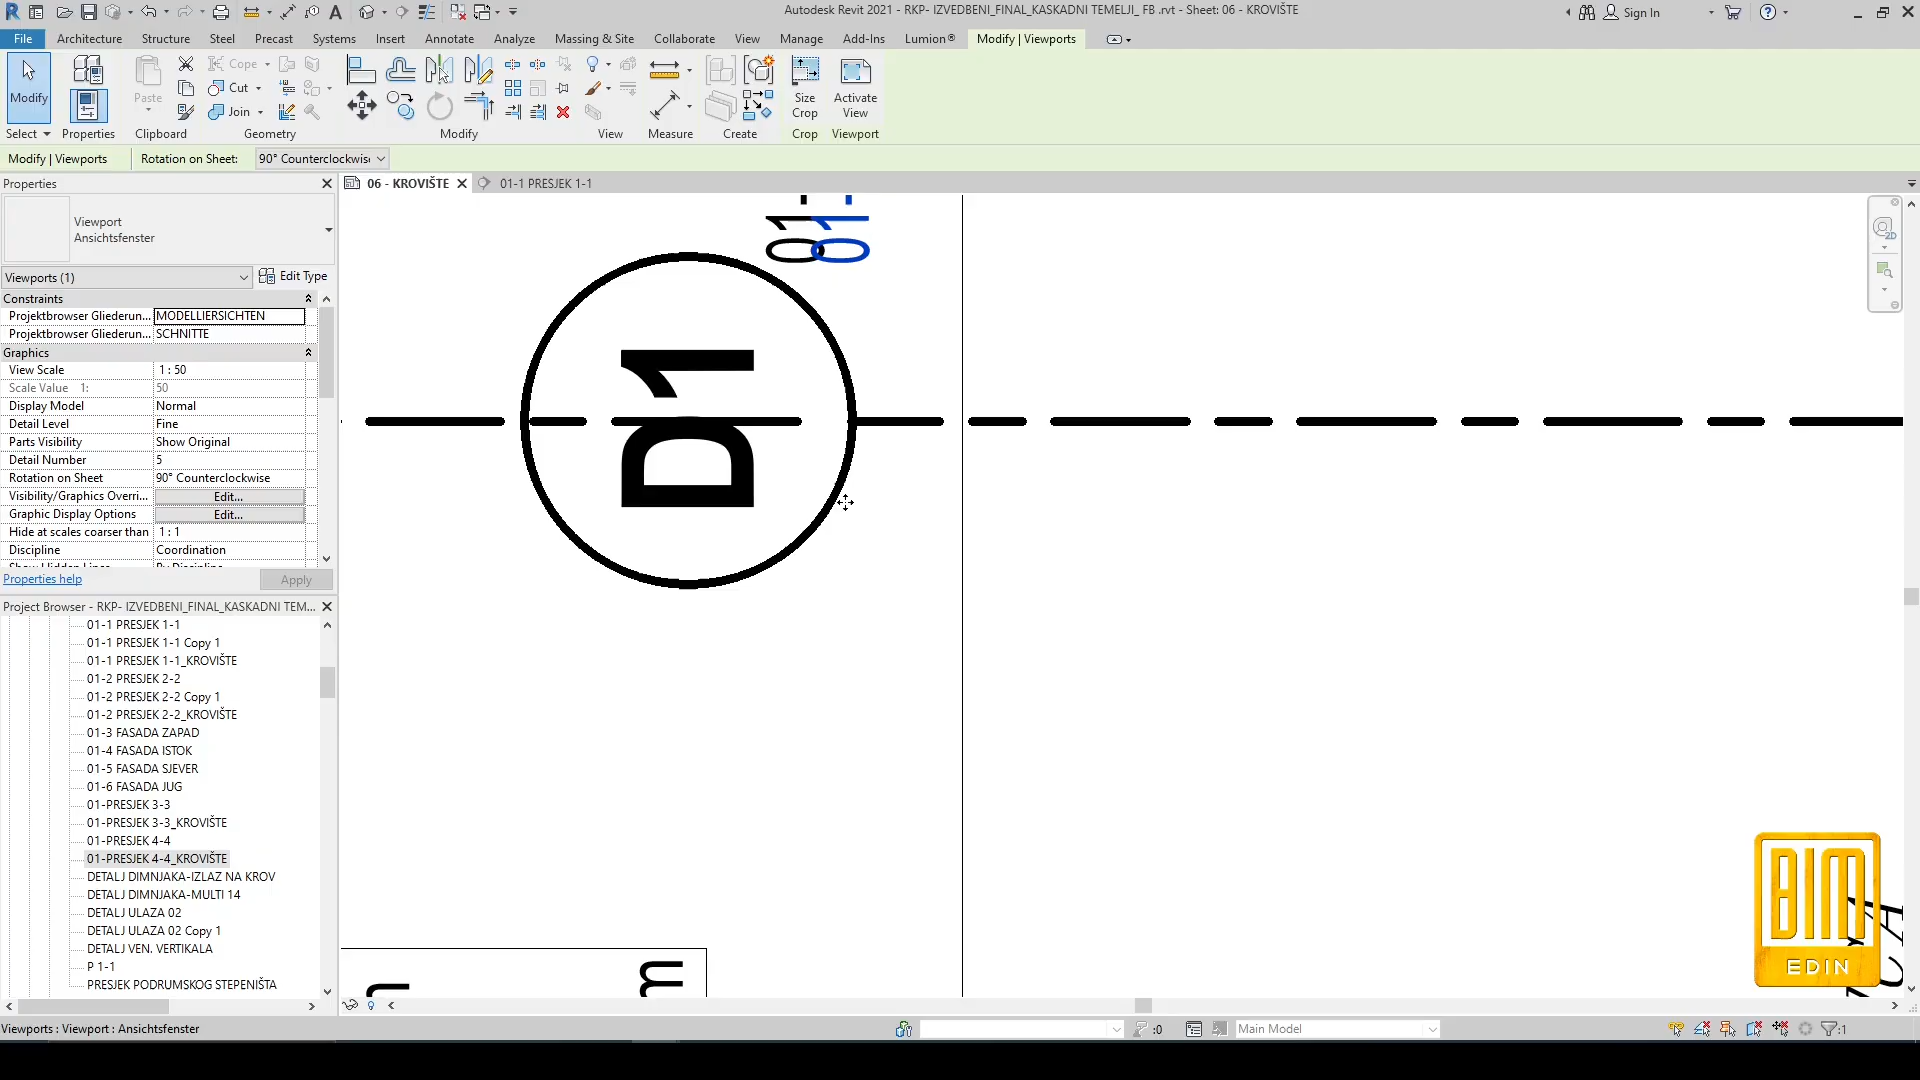 Autodesk Revit 2021 - RKP- IZVEDBENI_FINAL_KASKADNI TEMELJI_ FB .rvt - Sheet: 06 - KROVIŠTE
Sign In
File Architecture Structure Steel Precast Systems Insert Annotate Analyze Massing & Site Collaborate View Manage Add-Ins Lumion® Modify | Viewports
Modify
Paste
Cope
Cut
Join
Size Crop
Activate View
Select Properties Clipboard Geometry Modify View Measure Create Crop Viewport
Modify | Viewports Rotation on Sheet: 90° Counterclockwis
Properties
06 - KROVIŠTE
01-1 PRESJEK 1-1
Viewport
Ansichtsfenster
Viewports (1) Edit Type
Constraints
Projektbrowser Gliederun... MODELLIERSICHTEN
Projektbrowser Gliederun... SCHNITTE
Graphics
View Scale 1 : 50
Scale Value 1: 50
Display Model Normal
Detail Level Fine
Parts Visibility Show Original
Detail Number 5
Rotation on Sheet 90° Counterclockwise
Visibility/Graphics Overri... Edit...
Graphic Display Options Edit...
Hide at scales coarser than 1 : 1
Discipline Coordination
Properties help Apply
Project Browser - RKP- IZVEDBENI_FINAL_KASKADNI TEM...
01-1 PRESJEK 1-1
01-1 PRESJEK 1-1 Copy 1
01-1 PRESJEK 1-1_KROVIŠTE
01-2 PRESJEK 2-2
01-2 PRESJEK 2-2 Copy 1
01-2 PRESJEK 2-2_KROVIŠTE
01-3 FASADA ZAPAD
01-4 FASADA ISTOK
01-5 FASADA SJEVER
01-6 FASADA JUG
01-PRESJEK 3-3
01-PRESJEK 3-3_KROVIŠTE
01-PRESJEK 4-4
01-PRESJEK 4-4_KROVIŠTE
DETALJ DIMNJAKA-IZLAZ NA KROV
DETALJ DIMNJAKA-MULTI 14
DETALJ ULAZA 02
DETALJ ULAZA 02 Copy 1
DETALJ VEN. VERTIKALA
P 1-1
PRESJEK PODRUMSKOG STEPENIŠTA
D1
BIM
EDIN
Viewports : Viewport : Ansichtsfenster
:0
Main Model
:1